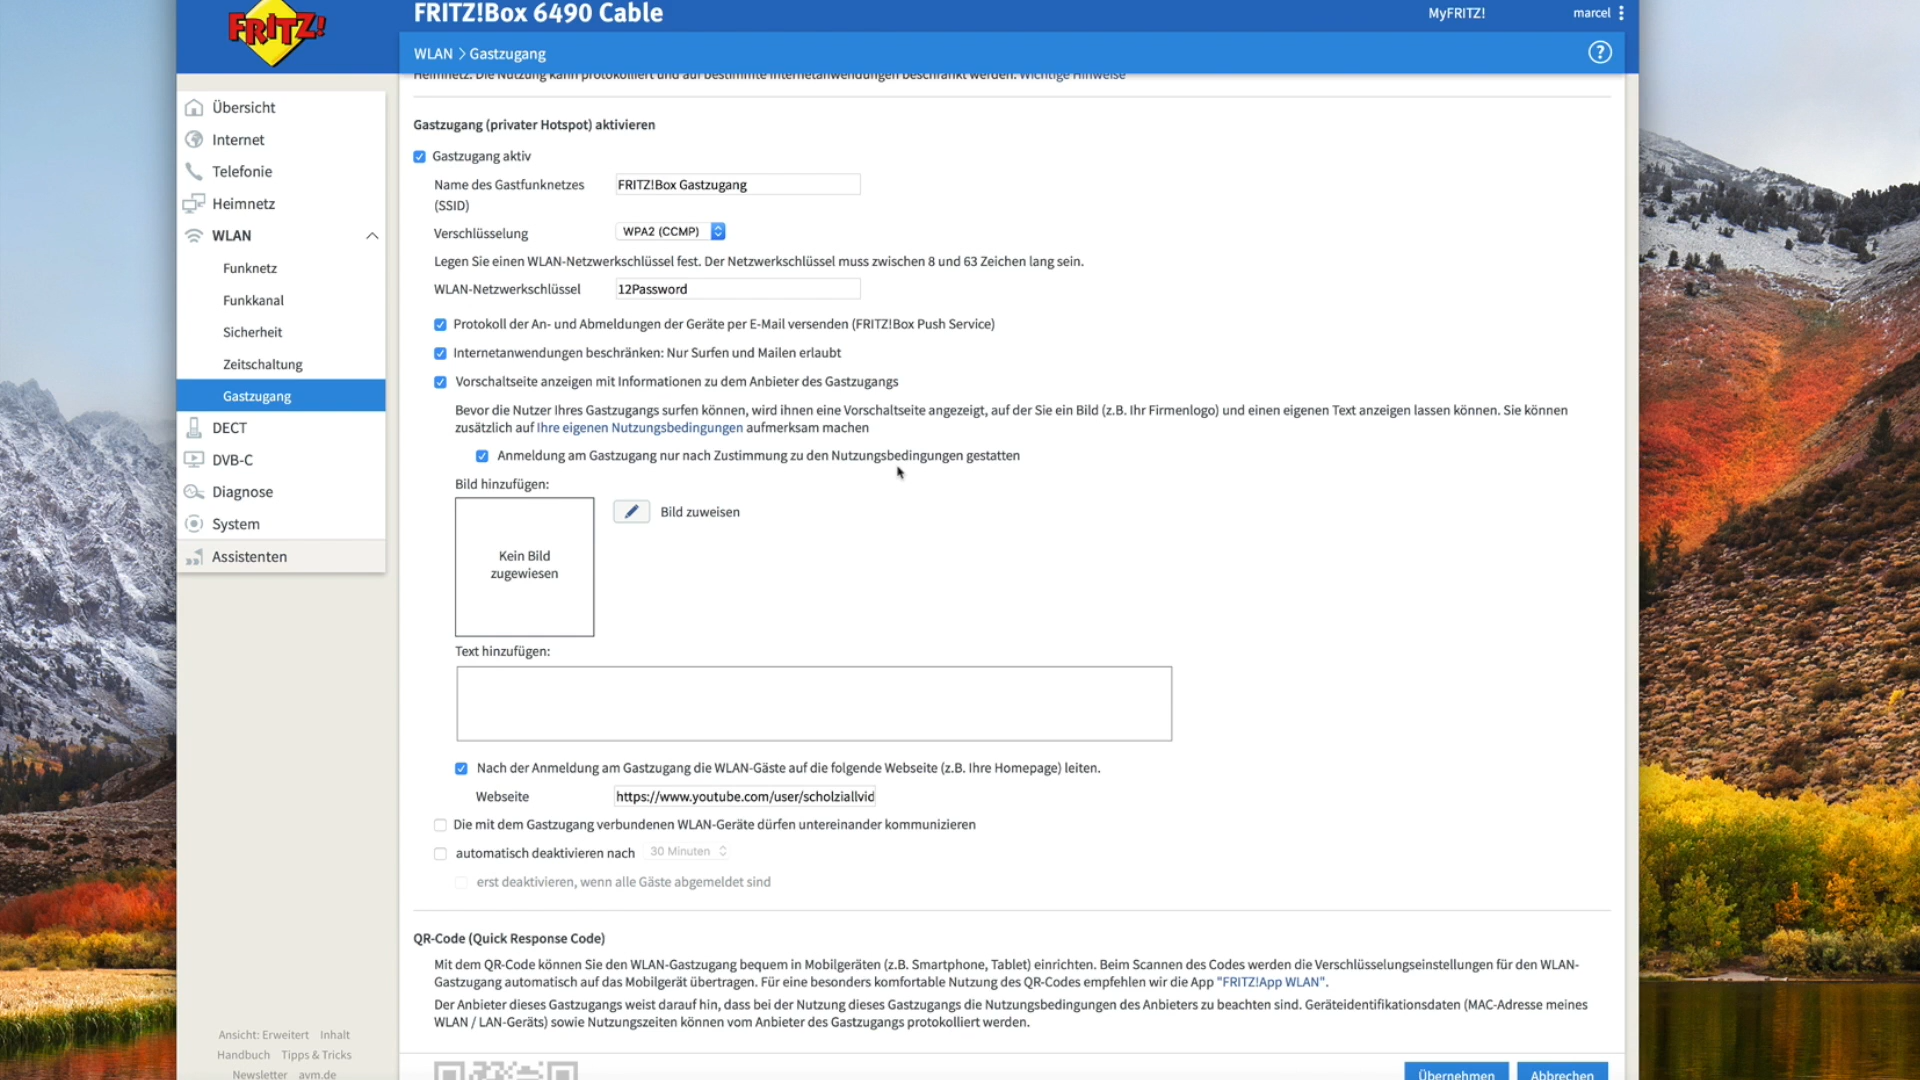 FRITZ!
FRITZ!Box 6490 Cable
MyFRITZ!
marcel
WLAN > Gastzugang
?
Heimnetz. Die Nutzung kann protokolliert und auf bestimmte Internetanwendungen beschränkt werden. Wichtige Hinweise
Übersicht
Internet
Telefonie
Heimnetz
WLAN
Funknetz
Funkkanal
Sicherheit
Zeitschaltung
Gastzugang
DECT
DVB-C
Diagnose
System
Assistenten
Ansicht: Erweitert Inhalt
Handbuch Tipps & Tricks
Newsletter avm.de
Gastzugang (privater Hotspot) aktivieren
Gastzugang aktiv
Name des Gastfunknetzes
(SSID)
FRITZ!Box Gastzugang
Verschlüsselung
WPA2 (CCMP)
Legen Sie einen WLAN-Netzwerkschlüssel fest. Der Netzwerkschlüssel muss zwischen 8 und 63 Zeichen lang sein.
WLAN-Netzwerkschlüssel
12Password
Protokoll der An- und Abmeldungen der Geräte per E-Mail versenden (FRITZ!Box Push Service)
Internetanwendungen beschränken: Nur Surfen und Mailen erlaubt
Vorschaltseite anzeigen mit Informationen zu dem Anbieter des Gastzugangs
Bevor die Nutzer Ihres Gastzugangs surfen können, wird ihnen eine Vorschaltseite angezeigt, auf der Sie ein Bild (z.B. Ihr Firmenlogo) und einen eigenen Text anzeigen lassen können. Sie können
zusätzlich auf Ihre eigenen Nutzungsbedingungen aufmerksam machen
Anmeldung am Gastzugang nur nach Zustimmung zu den Nutzungsbedingungen gestatten
Bild hinzufügen:
Kein Bild
zugewiesen
Bild zuweisen
Text hinzufügen:
Nach der Anmeldung am Gastzugang die WLAN-Gäste auf die folgende Webseite (z.B. Ihre Homepage) leiten.
Webseite
https://www.youtube.com/user/scholziallvid
Die mit dem Gastzugang verbundenen WLAN-Geräte dürfen untereinander kommunizieren
automatisch deaktivieren nach
30 Minuten
erst deaktivieren, wenn alle Gäste abgemeldet sind
QR-Code (Quick Response Code)
Mit dem QR-Code können Sie den WLAN-Gastzugang bequem in Mobilgeräten (z.B. Smartphone, Tablet) einrichten. Beim Scannen des Codes werden die Verschlüsselungseinstellungen für den WLAN-
Gastzugang automatisch auf das Mobilgerät übertragen. Für eine besonders komfortable Nutzung des QR-Codes empfehlen wir die App "FRITZ!App WLAN".
Der Anbieter dieses Gastzugangs weist darauf hin, dass bei der Nutzung dieses Gastzugangs die Nutzungsbedingungen des Anbieters zu beachten sind. Geräteidentifikationsdaten (MAC-Adresse meines
WLAN / LAN-Geräts) sowie Nutzungszeiten können vom Anbieter des Gastzugangs protokolliert werden.
Übernehmen
Abbrechen